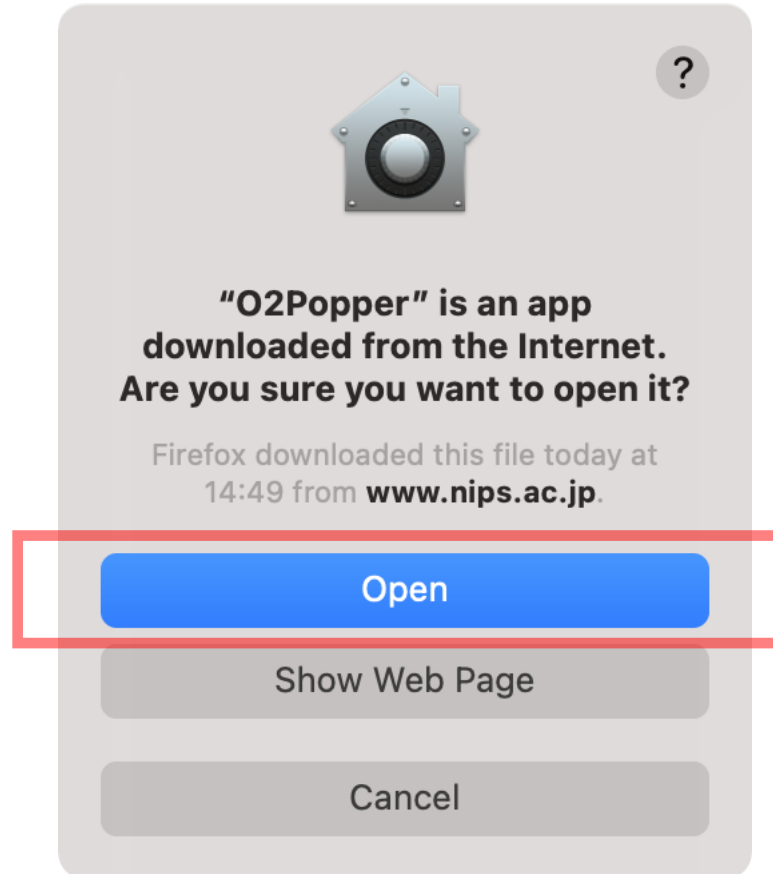 ?
“O2Popper” is an app
downloaded from the Internet.
Are you sure you want to open it?
Firefox downloaded this file today at
14:49 from www.nips.ac.jp.
Open
Show Web Page
Cancel